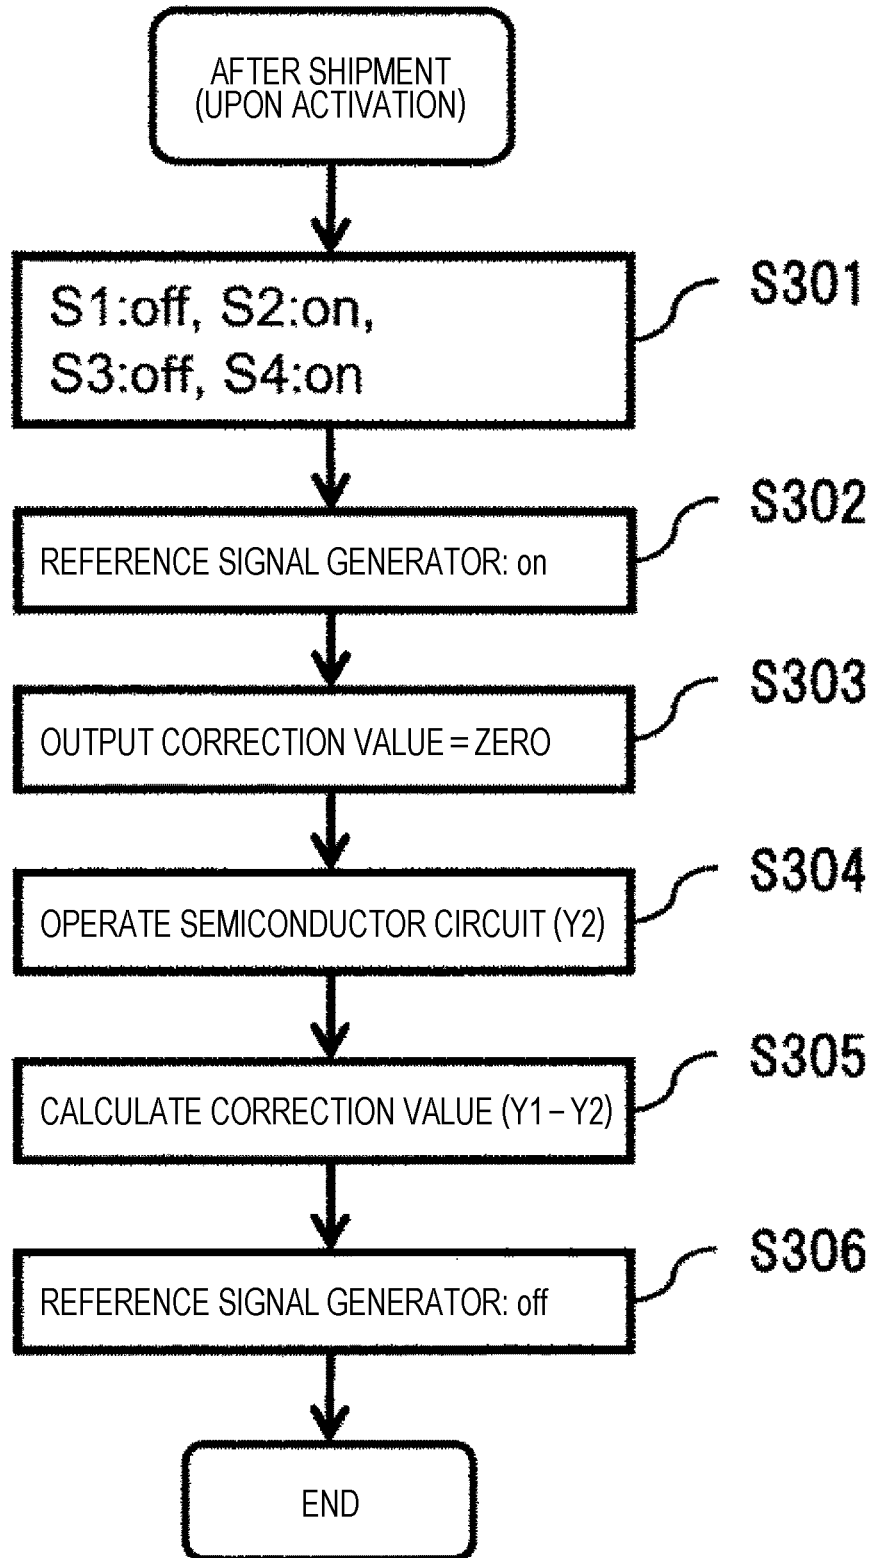 AFTER SHIPMENT
(UPON ACTIVATION)
S1:off, S2:on,
S3:off, S4:on
S301
REFERENCE SIGNAL GENERATOR: on
S302
OUTPUT CORRECTION VALUE = ZERO
S303
OPERATE SEMICONDUCTOR CIRCUIT (Y2)
S304
CALCULATE CORRECTION VALUE (Y1 – Y2)
S305
REFERENCE SIGNAL GENERATOR: off
S306
END